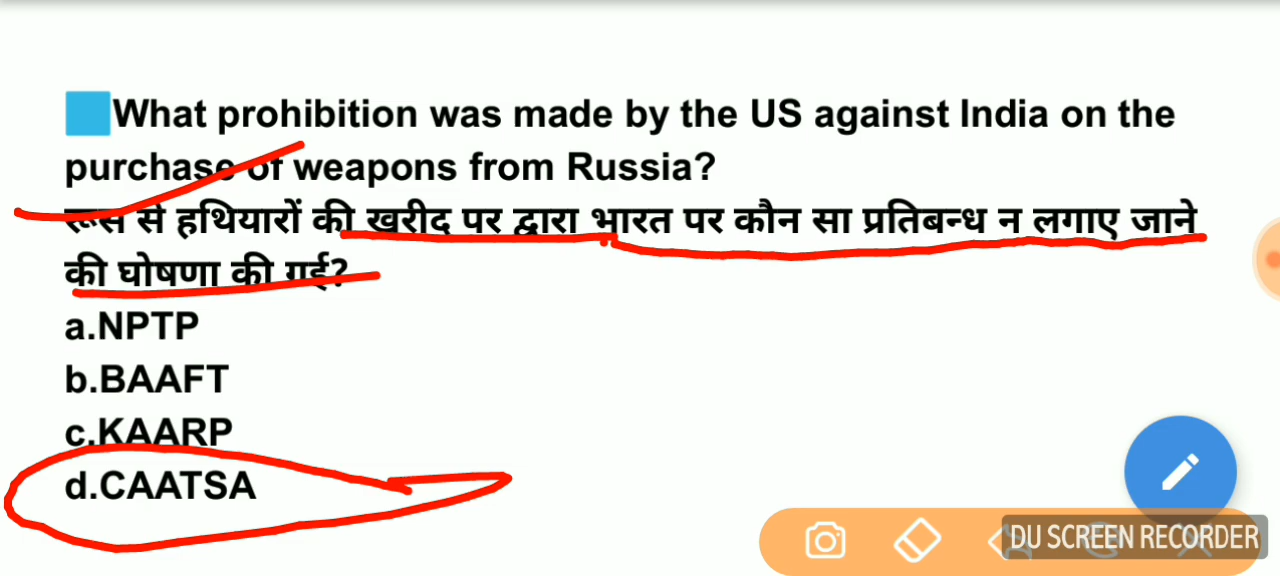 What prohibition was made by the US against India on the
purchase of weapons from Russia?
रूस से हथियारों की खरीद पर द्वारा भारत पर कौन सा प्रतिबन्ध न लगाए जाने
की घोषणा की गई?
a.NPTP
b.BAAFT
c.KAARP
d.CAATSA
DU SCREEN RECORDER